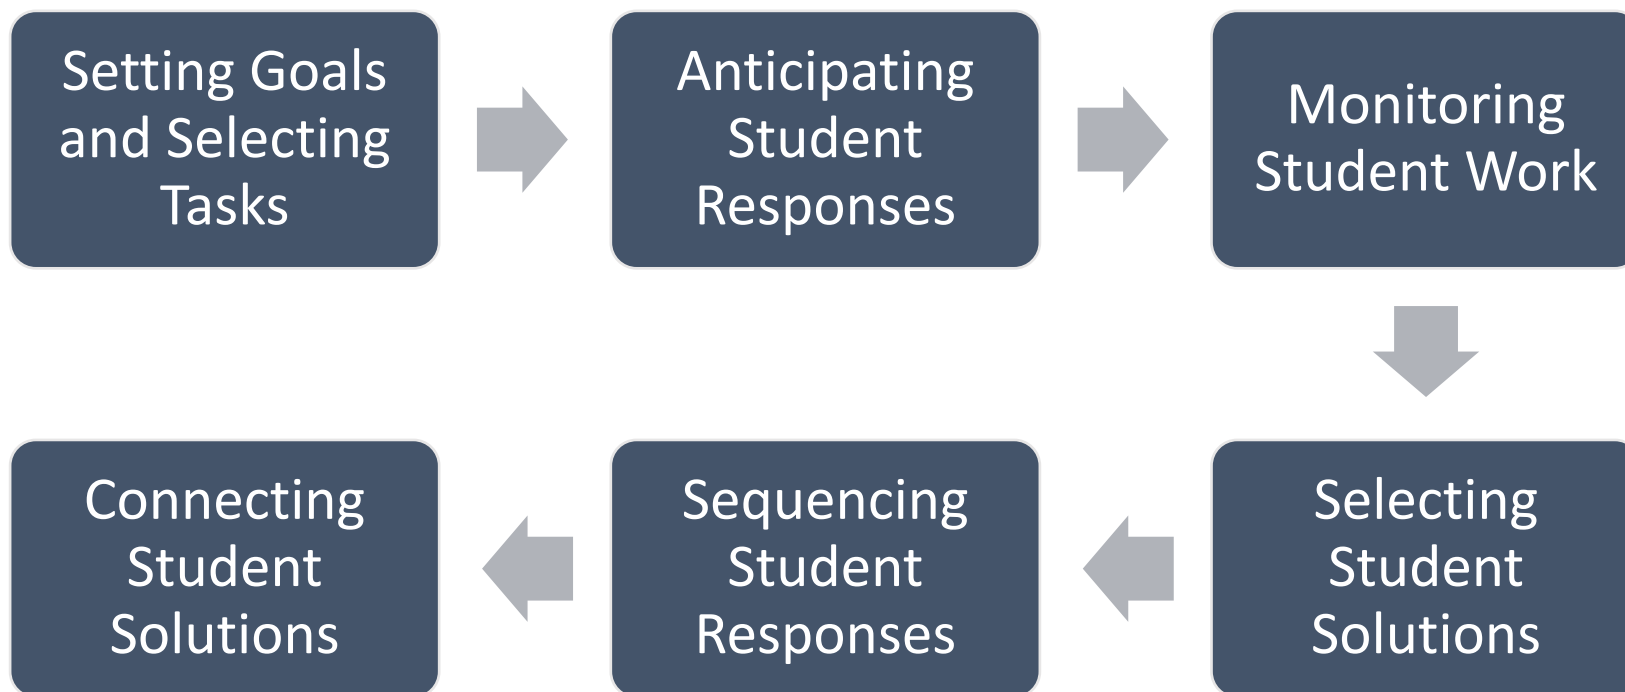 Setting Goals
and Selecting
Tasks
Anticipating
Student
Responses
Monitoring
Student Work
Selecting
Student
Solutions
Sequencing
Student
Responses
Connecting
Student
Solutions